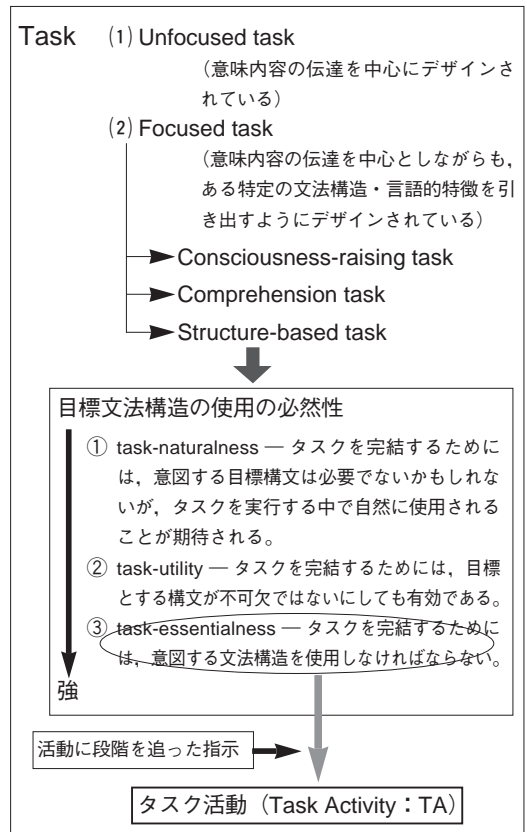 Task ⑴ Unfocused task
（意味内容の伝達を中心にデザインさ
れている）
⑵ Focused task
（意味内容の伝達を中心としながらも，
ある特定の文法構造・言語的特徴を引
き出すようにデザインされている）
Consciousness-raising task
Comprehension task
Structure-based task
目標文法構造の使用の必然性
① task-naturalness ― タスクを完結するために
は，意図する目標構文は必要でないかもしれな
いが，タスクを実行する中で自然に使用される
ことが期待される。
② task-utility ― タスクを完結するためには，目標
とする構文が不可欠ではないにしても有効である。
③ task-essentialness ― タスクを完結するために
は，意図する文法構造を使用しなければならない。
強
活動に段階を追った指示
タスク活動（Task Activity：TA）